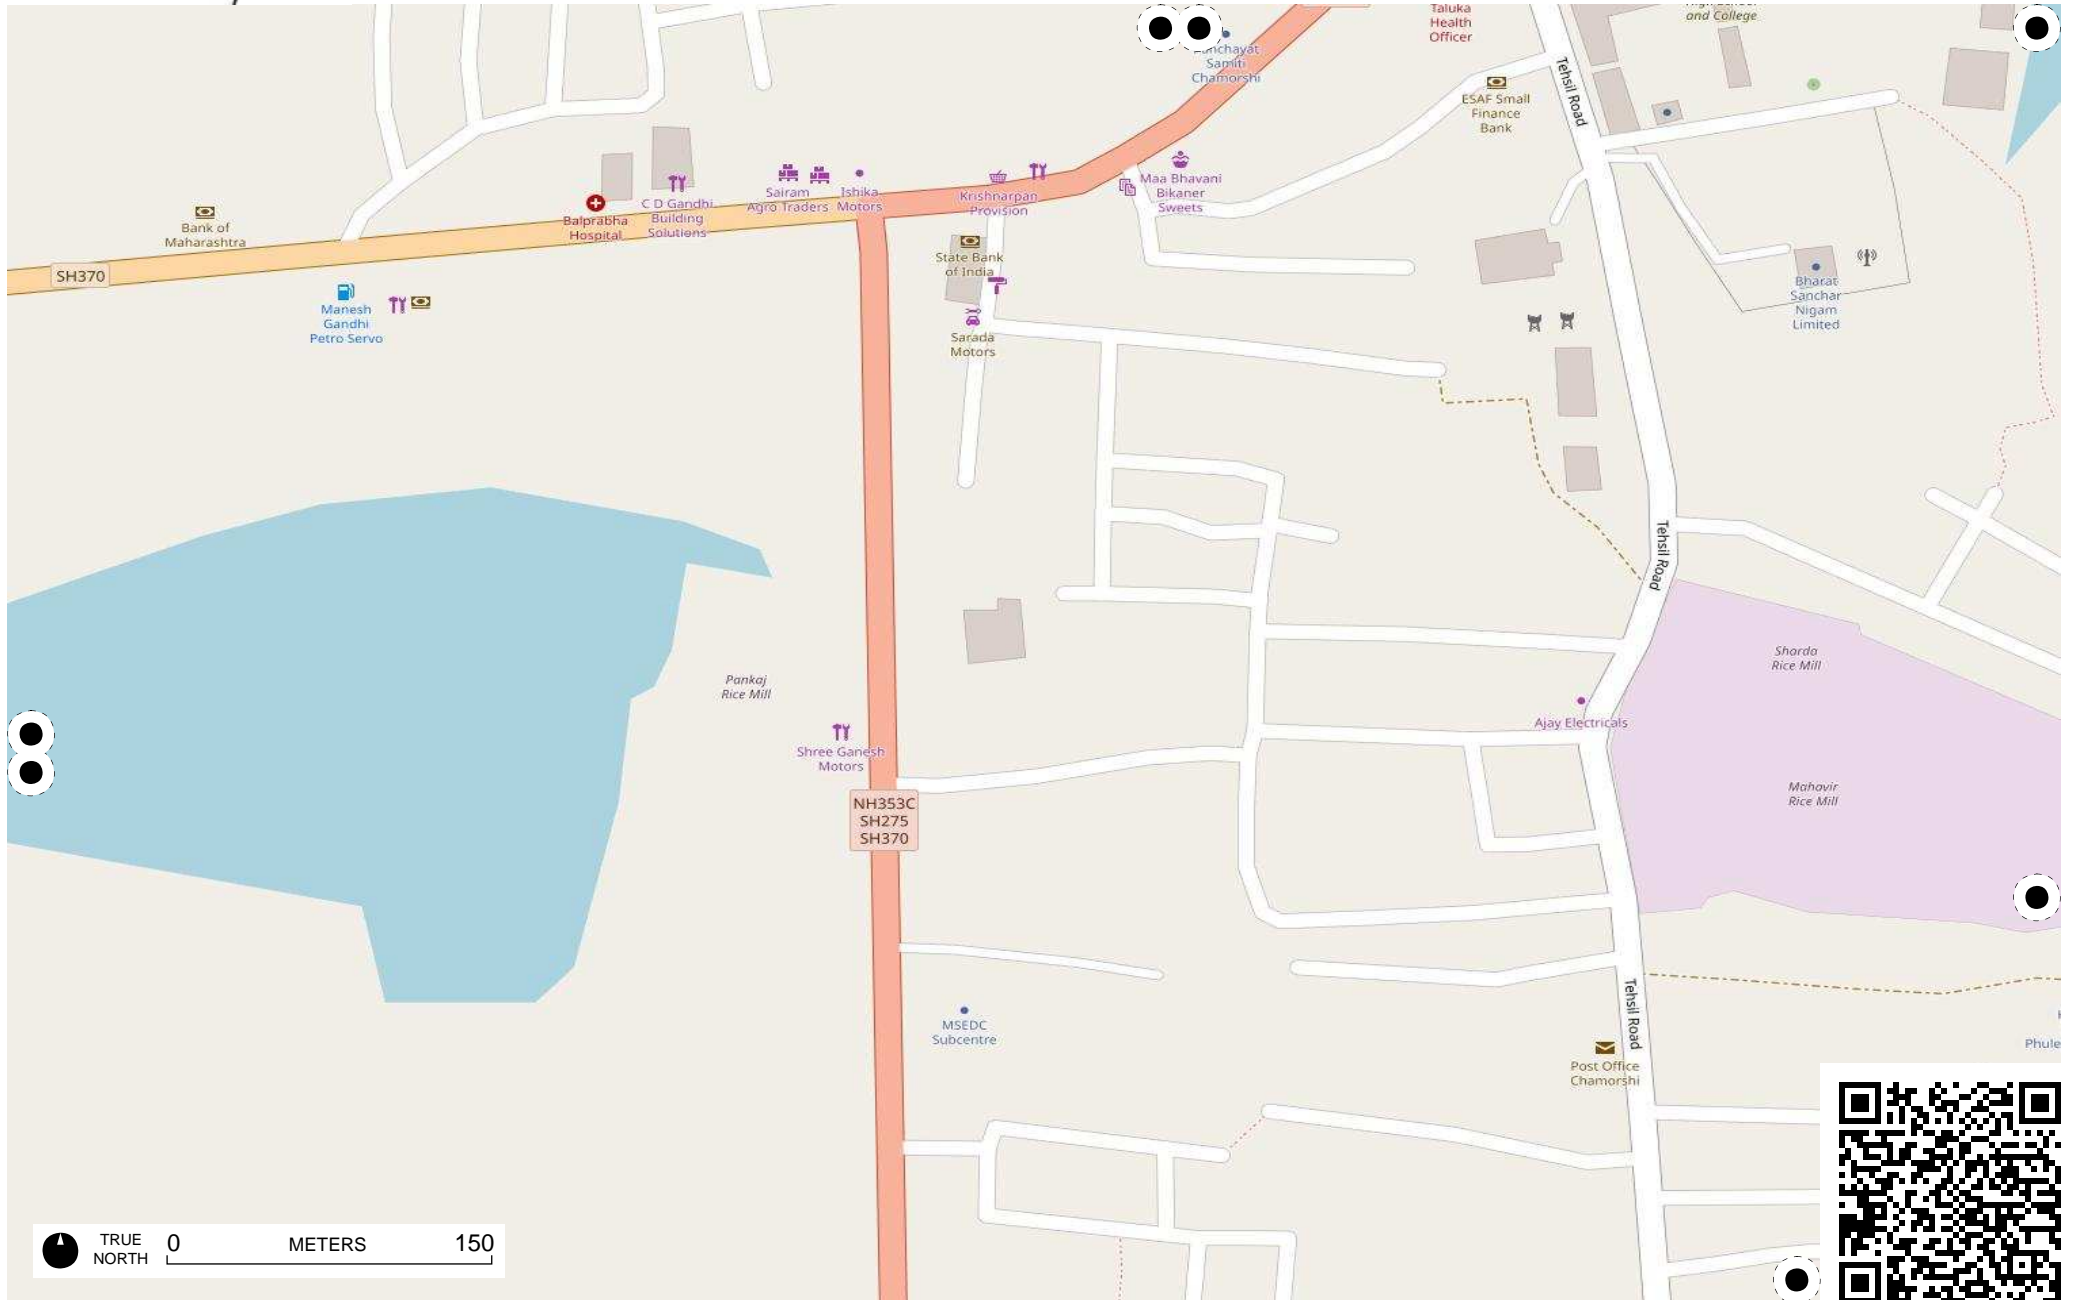 Taluka
Health
Officer
and College
Samiti
Chamorshi
Tehsil Road
ESAF Small
Finance
Bank
Bank of
Maharashtra
Balprabha
Hospital
C D Gandhi
Building
Solutions
Sairam
Agro Traders
Ishika
Motors
Krishnarpan
Provision
Maa Bhavani
Bikaner
Sweets
SH370
State Bank
of India
Manesh
Gandhi
Petro Servo
Sarada
Motors
Bharat
Sanchar
Nigam
Limited
Tehsil Road
Pankaj
Rice Mill
Sharda
Rice Mill
Ajay Electricals
Shree Ganesh
Motors
Mahavir
Rice Mill
NH353C
SH275
SH370
Tehsil Road
MSEDC
Subcentre
Phule
Post Office
Chamorshi
TRUE
NORTH
0 METERS 150